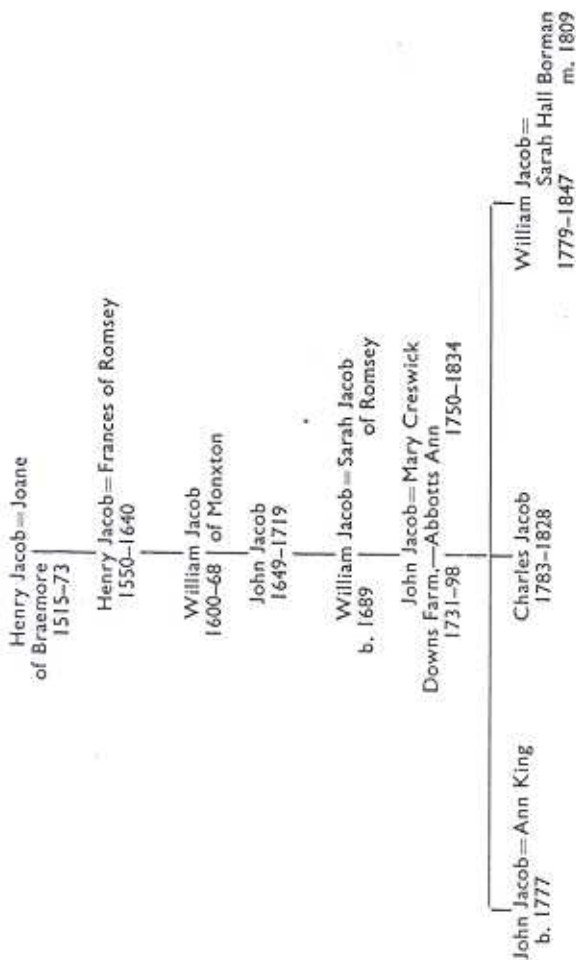 Henry Jacob=Joane
of Braemore
1515–73
Henry Jacob=Frances of Romsey
1550–1640
William Jacob
1600–68 of Monxton
John Jacob
1649–1719
William Jacob=Sarah Jacob
b. 1689 of Romsey
John Jacob=Mary Creswick
Downs Farm,—Abbotts Ann
1731–98 1750–1834
John Jacob=Ann King
b. 1777
Charles Jacob
1783–1828
William Jacob=
Sarah Hall Borman
1779–1847 m. 1809